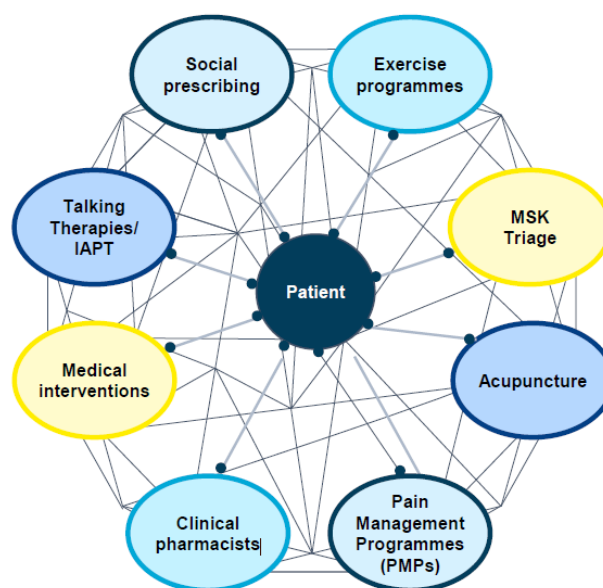 Social
prescribing
Exercise
programmes
Talking
Therapies/
IAPT
MSK
Triage
Patient
Medical
interventions
Acupuncture
Clinical
pharmacists
Pain
Management
Programmes
(PMPs)